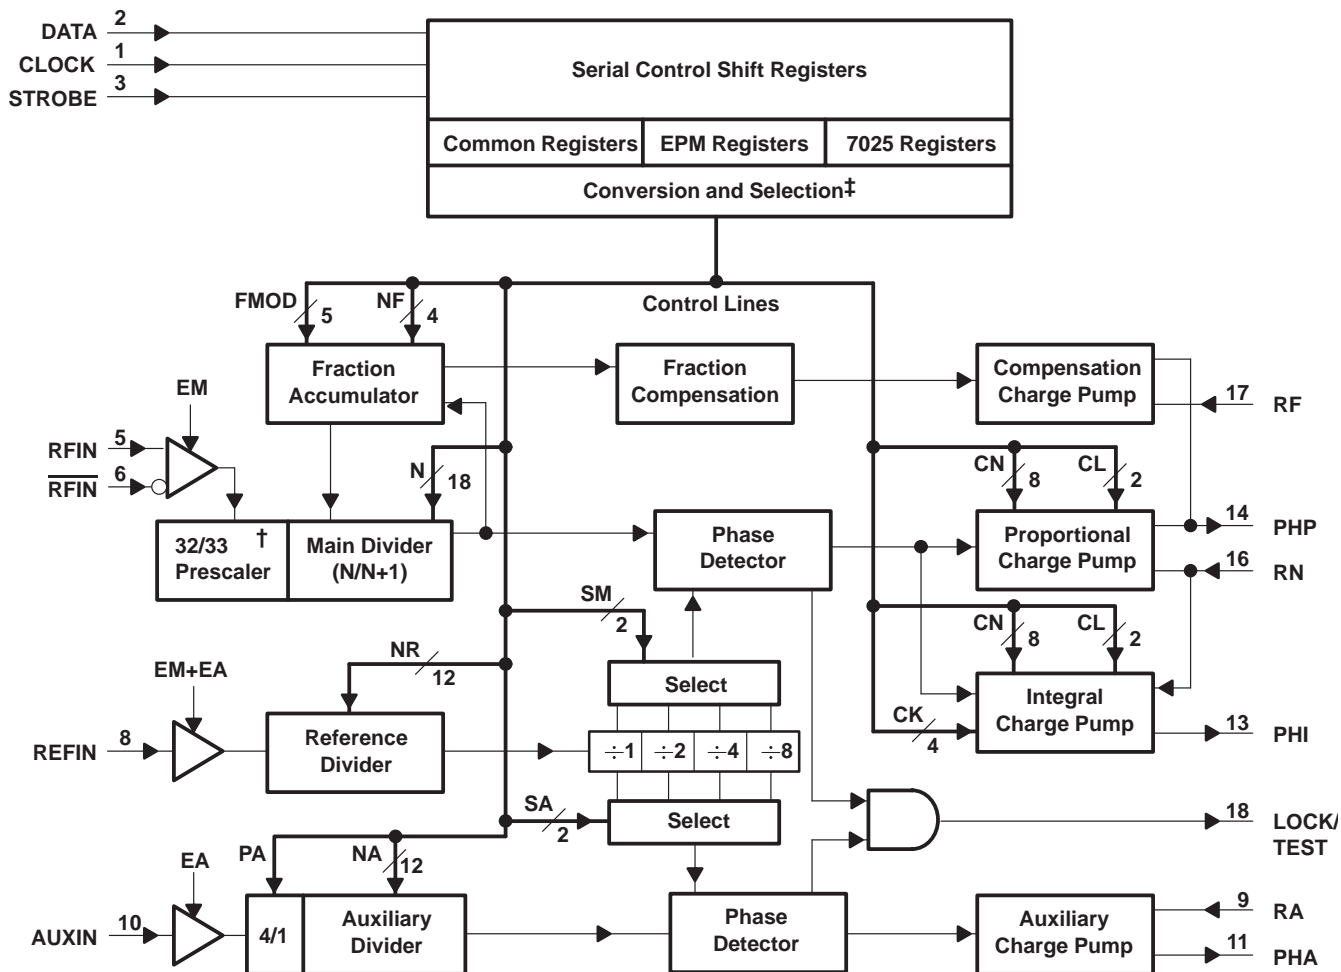 DATA 2
CLOCK 1
STROBE 3
Serial Control Shift Registers
Common Registers
EPM Registers
7025 Registers
Conversion and Selection‡
Control Lines
FMOD 5
NF 4
Fraction
Accumulator
Fraction
Compensation
Compensation
Charge Pump
17 RF
EM
RFIN 5
RFIN 6
N 18
32/33 †
Prescaler
Main Divider
(N/N+1)
Phase
Detector
CN 8
CL 2
Proportional
Charge Pump
14 PHP
16 RN
SM 2
NR 12
Select
CN 8
CL 2
EM+EA
REFIN 8
Reference
Divider
÷1
÷2
÷4
÷8
CK 4
Integral
Charge Pump
13 PHI
SA 2
Select
18 LOCK/
TEST
EA
PA
NA 12
AUXIN 10
4/1
Auxiliary
Divider
Phase
Detector
Auxiliary
Charge Pump
9 RA
11 PHA